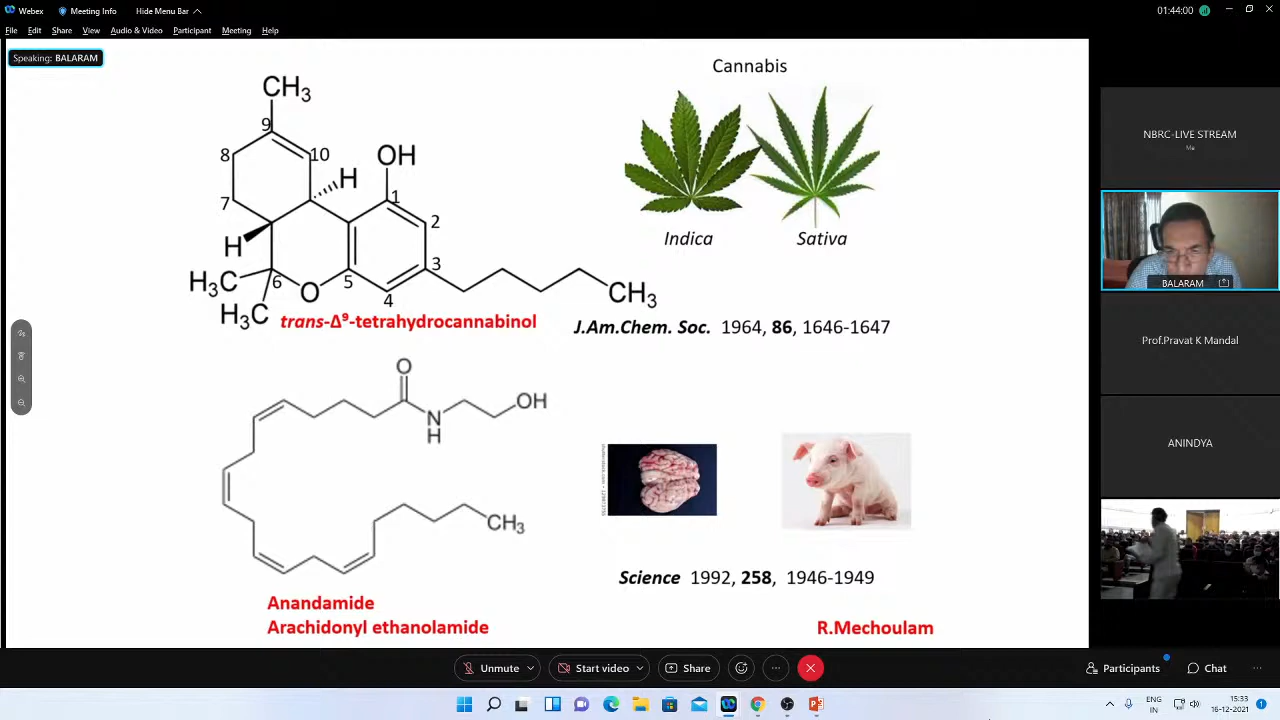 Webex
Meeting Info
Hide Menu Bar
01:44:00
File Edit Share View Audio & Video Participant Meeting Help
Speaking: BALARAM
Cannabis
Indica
Sativa
CH3
9
8
10
OH
H
7
1
2
H
3
H3C
6
O
5
4
CH3
H3C
trans-Δ⁹-tetrahydrocannabinol
J.Am.Chem. Soc. 1964, 86, 1646-1647
O
N
H
OH
CH3
Science 1992, 258, 1946-1949
Anandamide
Arachidonyl ethanolamide
R.Mechoulam
NBRC-LIVE STREAM
Me
BALARAM
Prof.Pravat K Mandal
ANINDYA
Unmute
Start video
Share
Participants
Chat
ENG
IN
15:33
16-12-2021